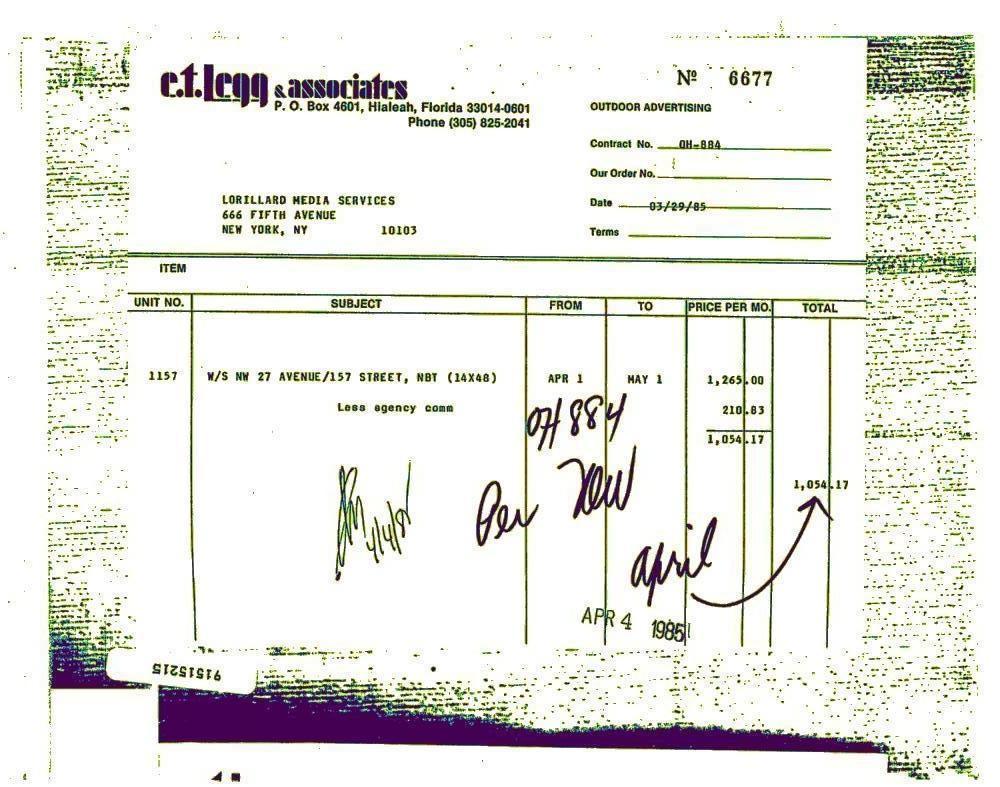 c.t. Legg & associates
P. O. Box 4601, Hialeah, Florida 33014-0601
Phone (305) 825-2041
Nº 6677
OUTDOOR ADVERTISING
Contract No. OH-884
Our Order No.
Date 03/29/85
Terms
LORILLARD MEDIA SERVICES
666 FIFTH AVENUE
NEW YORK, NY 10103
ITEM
UNIT NO. SUBJECT FROM TO PRICE PER MO. TOTAL
1157 W/S NW 27 AVENUE/157 STREET, NBT (14X48) APR 1 MAY 1 1,265.00
Less agency comm 210.83
OH 884
1,054.17
1,054.17
Per
4/4/85
april
APR 4 1985
91515215